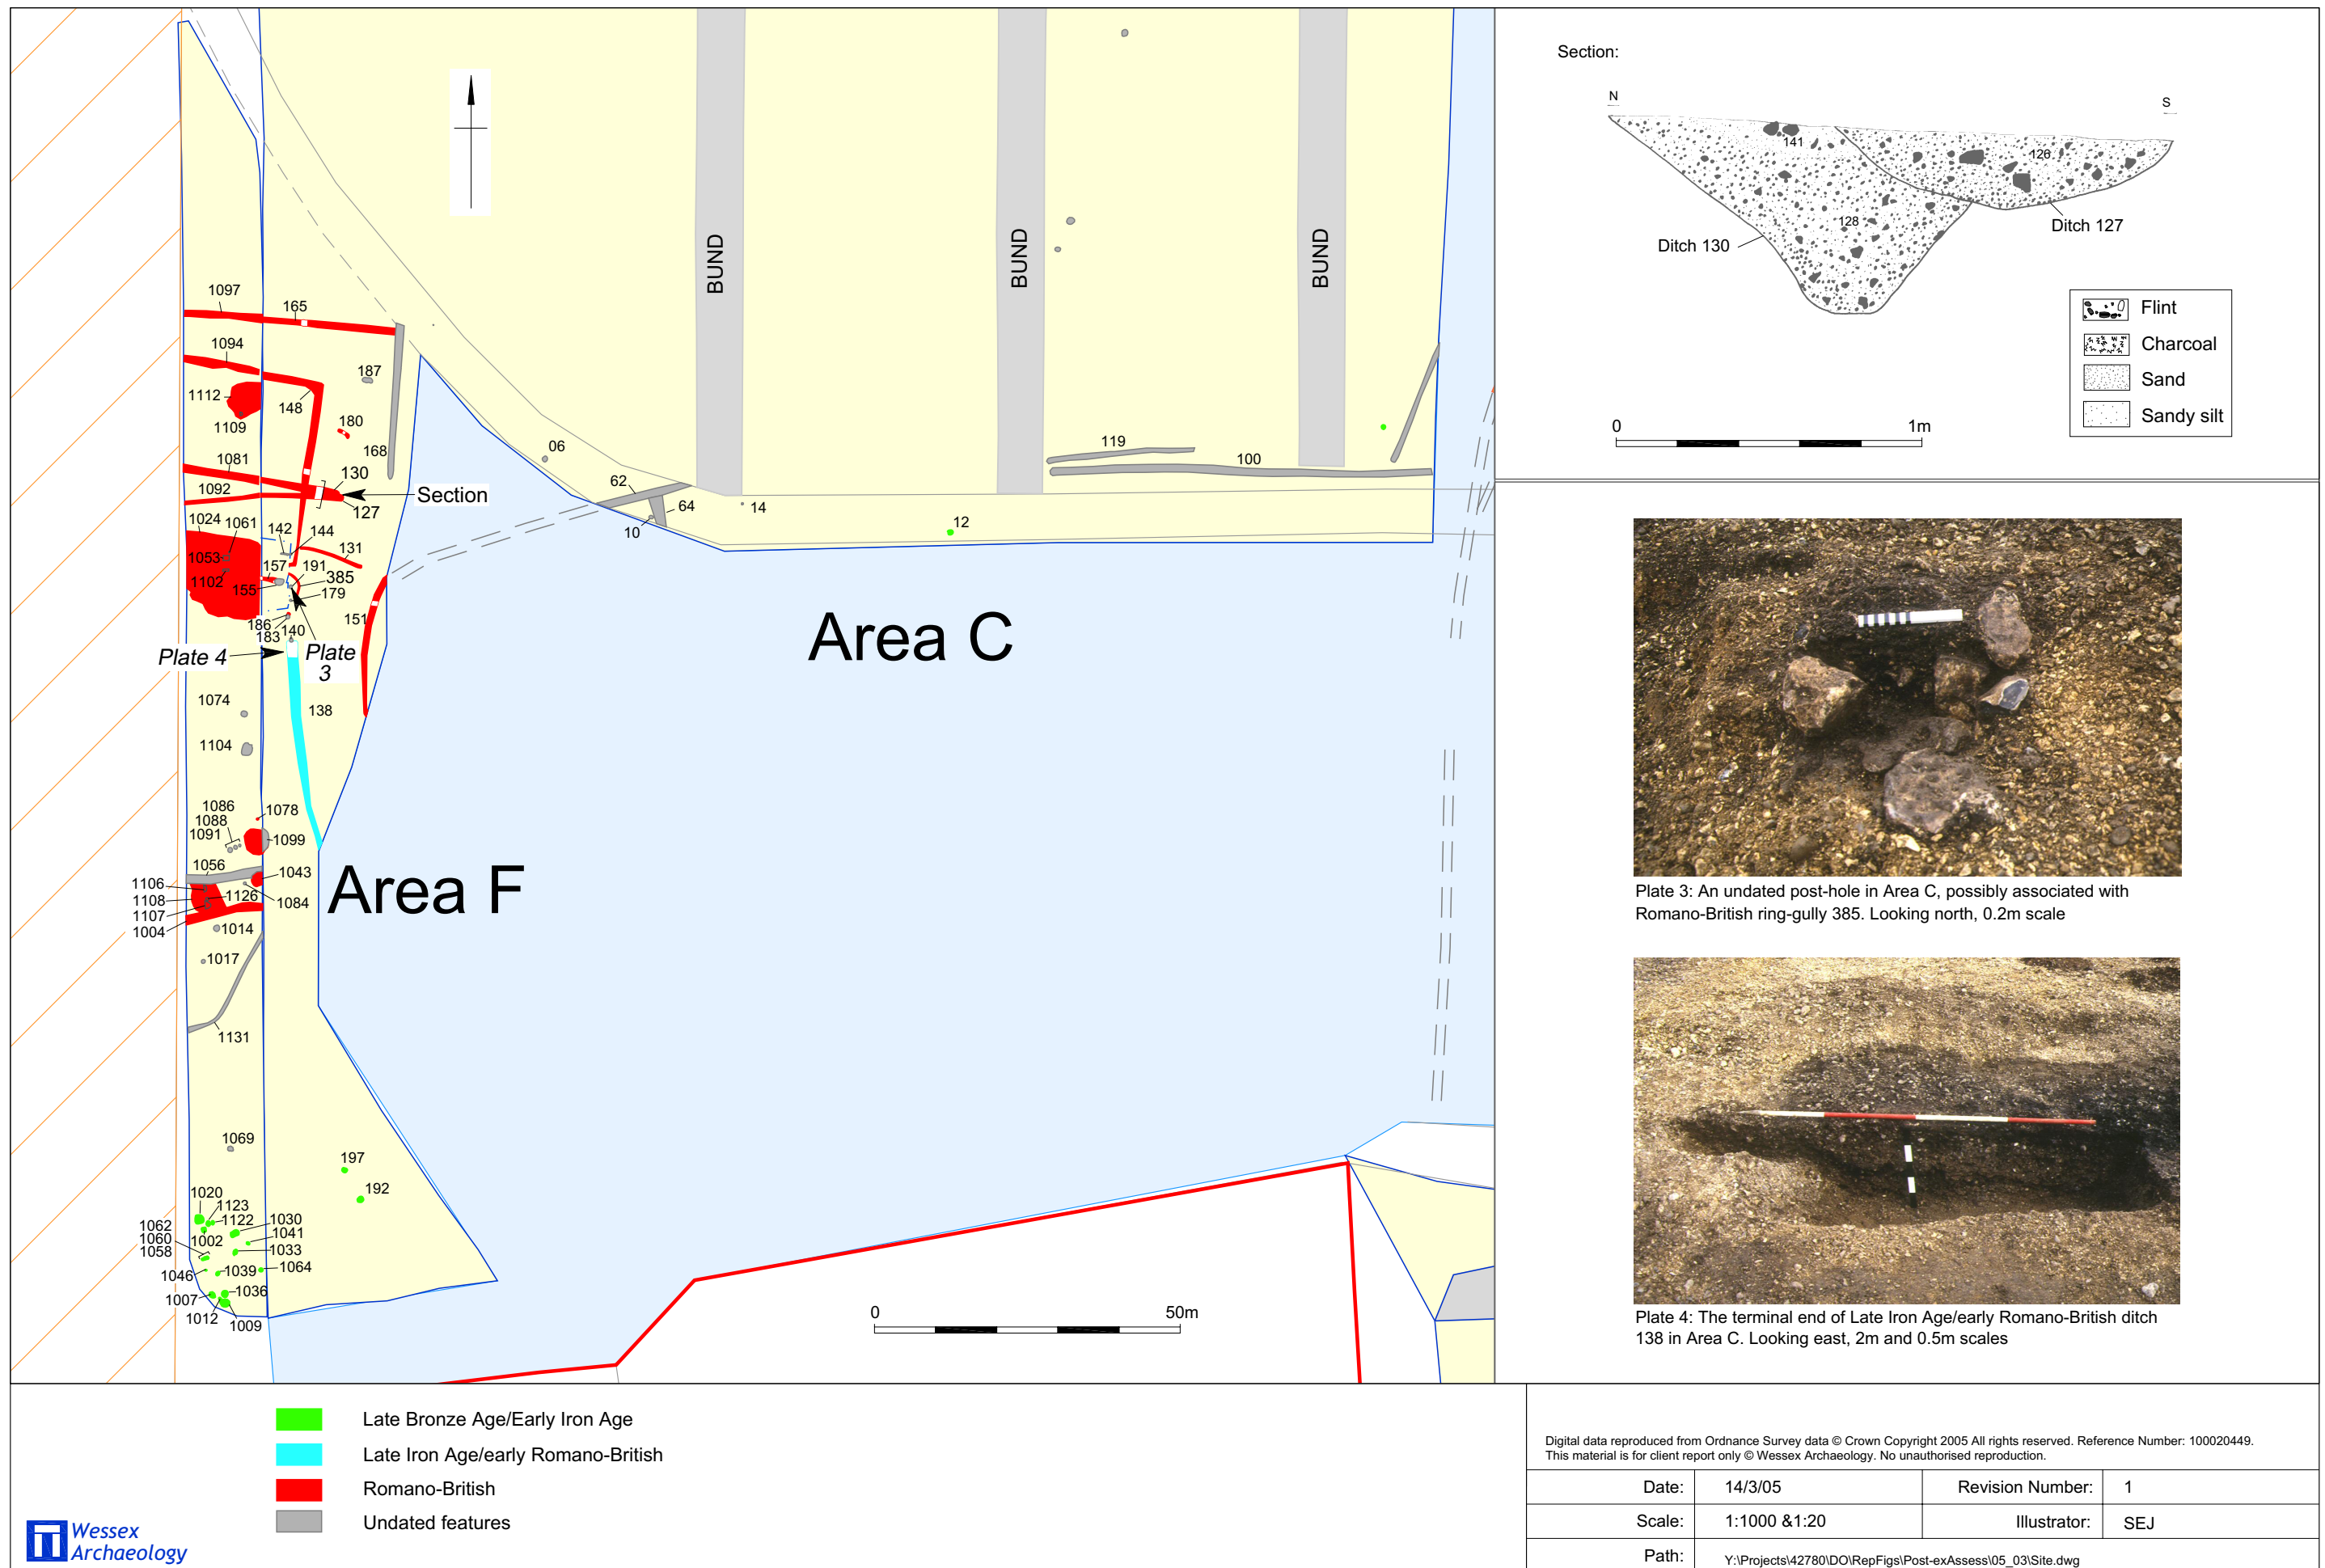 BUND
BUND
BUND
1097
165
1094
187
1112
148
1109
180
168
1081
130
1092
Section
127
1024
1061
142
144
131
1053
157
191
385
1102
155
179
186
151
183
140
Plate 4
Plate
3
138
1074
1104
1086
1088
1091
1078
1099
1056
1043
1106
1108
1126
1084
1107
1004
1014
1017
1131
1069
197
192
1020
1123
1122
1030
1062
1060
1058
1002
1041
1033
1064
1046
1039
1036
1007
1012
1009
06
62
64
10
14
12
119
100
Area C
Area F
0 50m
Section:
N S
141
126
128
Ditch 130
Ditch 127
Flint
Charcoal
Sand
Sandy silt
0 1m
Plate 3: An undated post-hole in Area C, possibly associated with
Romano-British ring-gully 385. Looking north, 0.2m scale
Plate 4: The terminal end of Late Iron Age/early Romano-British ditch
138 in Area C. Looking east, 2m and 0.5m scales
Late Bronze Age/Early Iron Age
Late Iron Age/early Romano-British
Romano-British
Undated features
Wessex
Archaeology
Digital data reproduced from Ordnance Survey data © Crown Copyright 2005 All rights reserved. Reference Number: 100020449.
This material is for client report only © Wessex Archaeology. No unauthorised reproduction.
Date: 14/3/05 Revision Number: 1
Scale: 1:1000 &1:20 Illustrator: SEJ
Path: Y:\Projects\42780\DO\RepFigs\Post-exAssess\05_03\Site.dwg